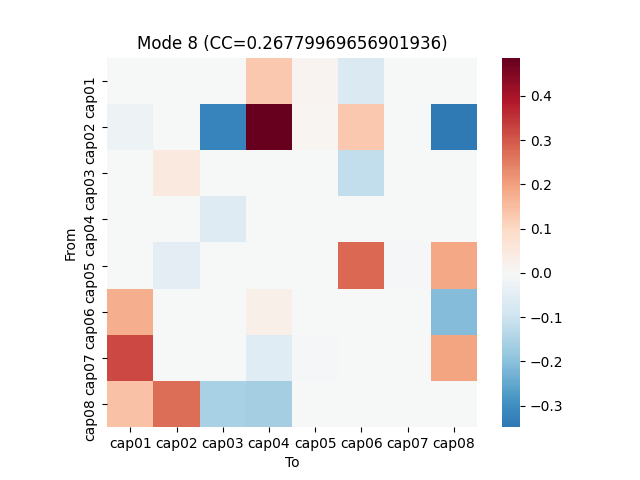 Mode 8 (CC=0.26779969656901936)
cap01
cap02
cap03
cap04
cap05
cap06
cap07
cap08
From
cap01 cap02 cap03 cap04 cap05 cap06 cap07 cap08
To
0.4
0.3
0.2
0.1
0.0
−0.1
−0.2
−0.3